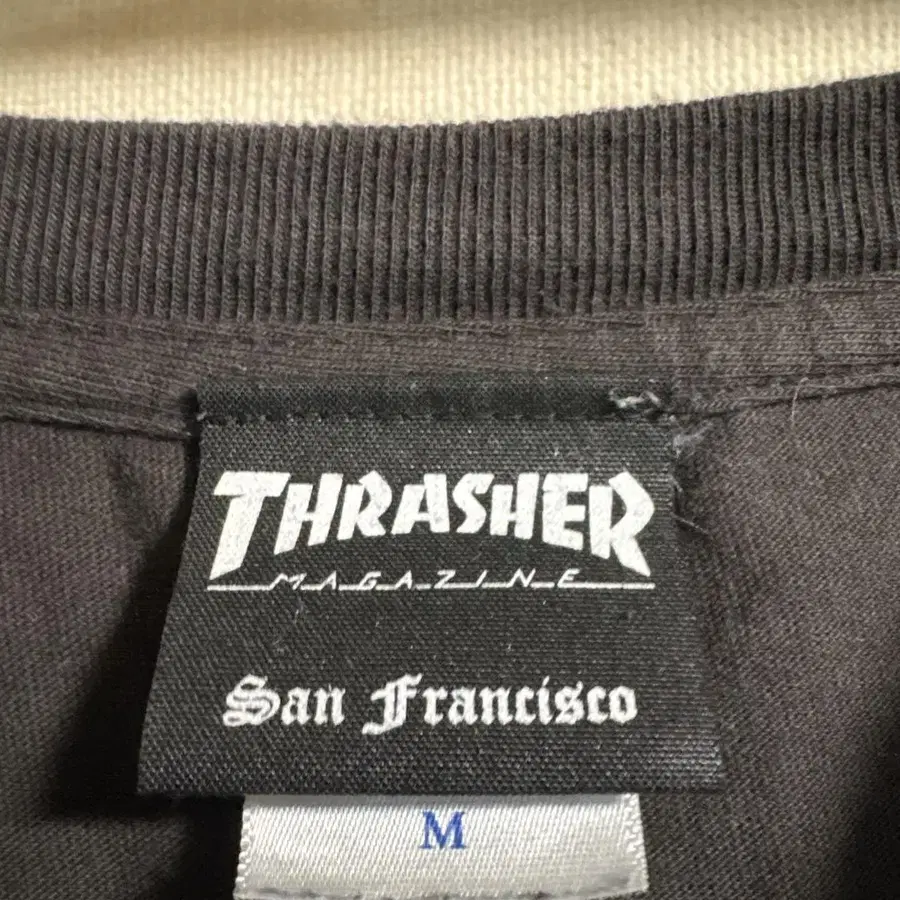 THRASHER
MAGAZINE
San Francisco
M